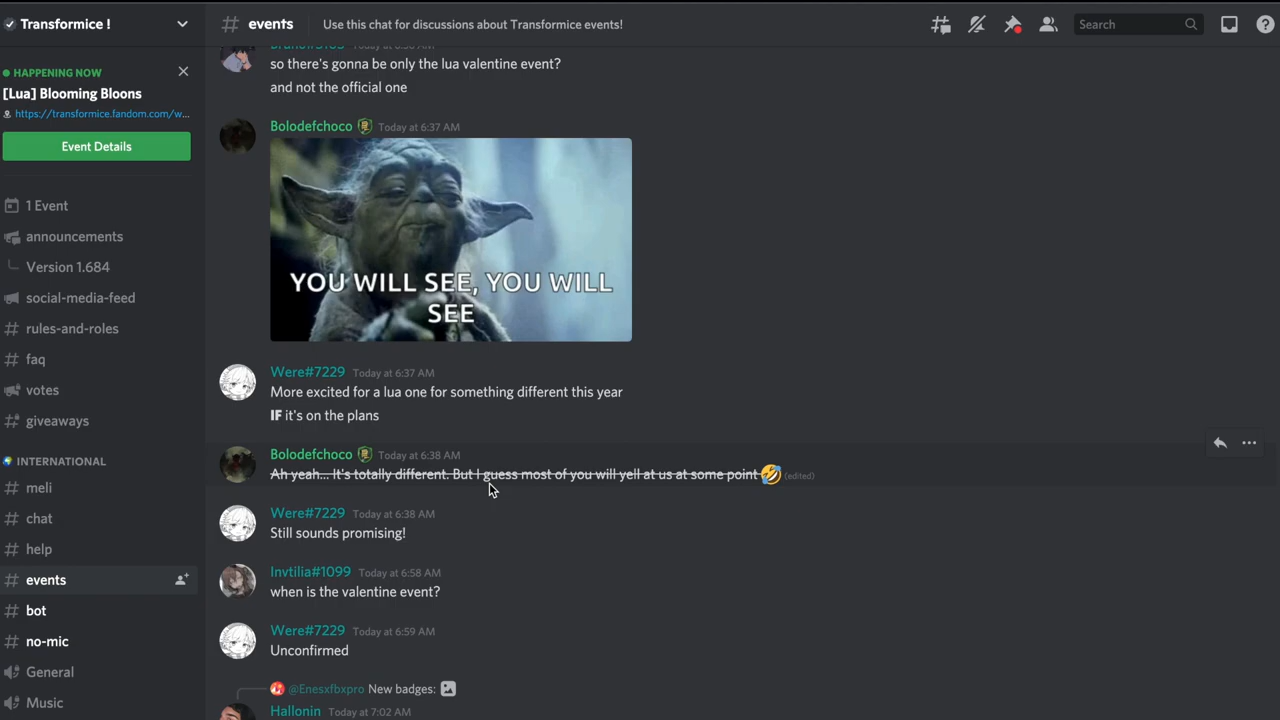 Transformice !
HAPPENING NOW
[Lua] Blooming Bloons
https://transformice.fandom.com/w...
Event Details
1 Event
announcements
Version 1.684
social-media-feed
rules-and-roles
faq
votes
giveaways
INTERNATIONAL
meli
chat
help
events
bot
no-mic
General
Music
events
Use this chat for discussions about Transformice events!
Search
so there's gonna be only the lua valentine event?
and not the official one
Bolodefchoco Today at 6:37 AM
YOU WILL SEE, YOU WILL
SEE
Were#7229 Today at 6:37 AM
More excited for a lua one for something different this year
IF it's on the plans
Bolodefchoco Today at 6:38 AM
Ah yeah... It's totally different. But I guess most of you will yell at us at some point 🤣 (edited)
Were#7229 Today at 6:38 AM
Still sounds promising!
Invtilia#1099 Today at 6:58 AM
when is the valentine event?
Were#7229 Today at 6:59 AM
Unconfirmed
@Enesxfbxpro New badges:
Hallonin Today at 7:02 AM